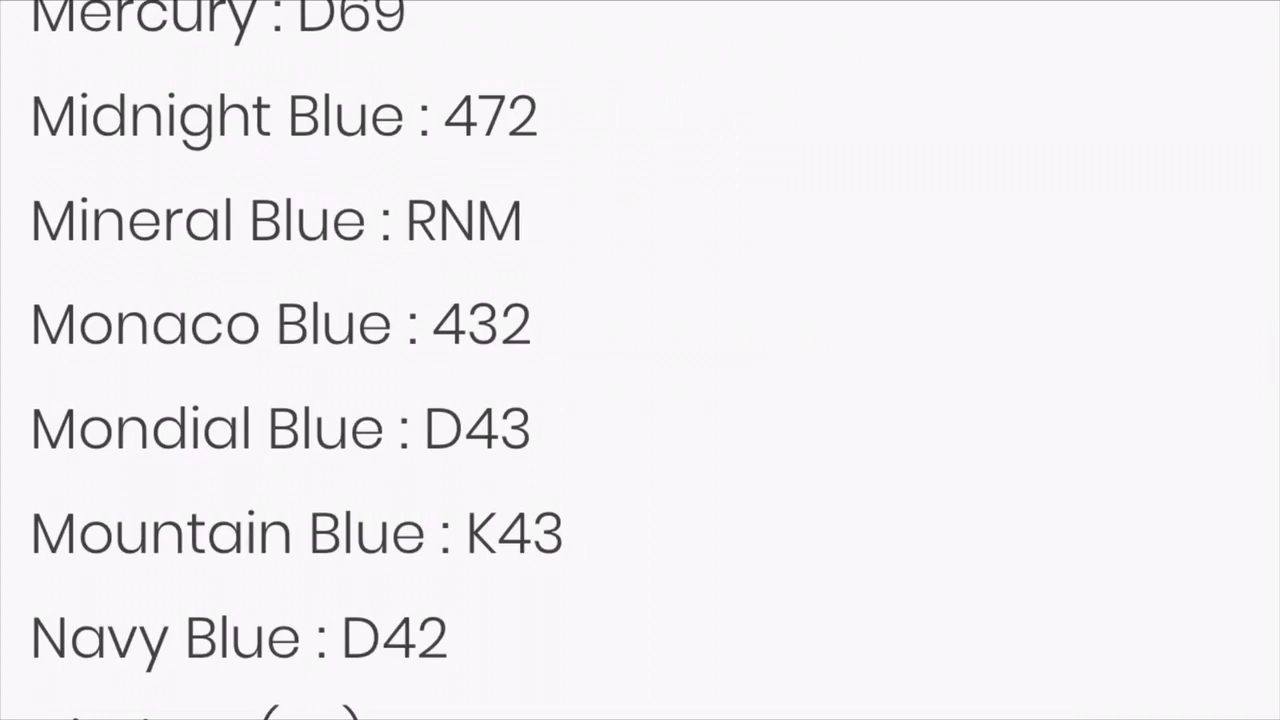 Mercury : D69
Midnight Blue : 472
Mineral Blue : RNM
Monaco Blue : 432
Mondial Blue : D43
Mountain Blue : K43
Navy Blue : D42